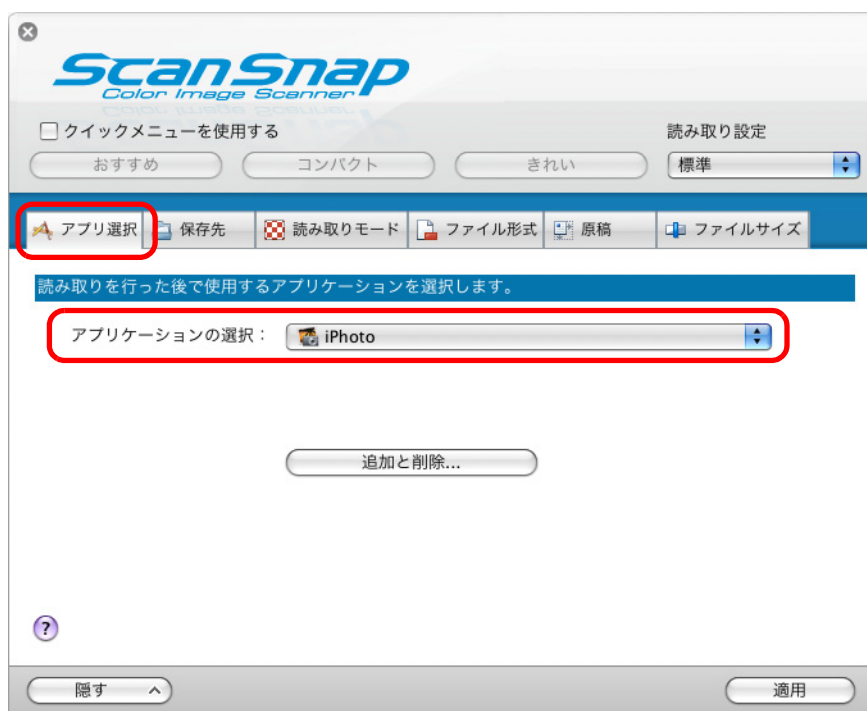 ScanSnap
Color Image Scanner
クイックメニューを使用する
読み取り設定
おすすめ
コンパクト
きれい
標準
アプリ選択
保存先
読み取りモード
ファイル形式
原稿
ファイルサイズ
読み取りを行った後で使用するアプリケーションを選択します。
アプリケーションの選択：
iPhoto
追加と削除...
?
隠す
適用